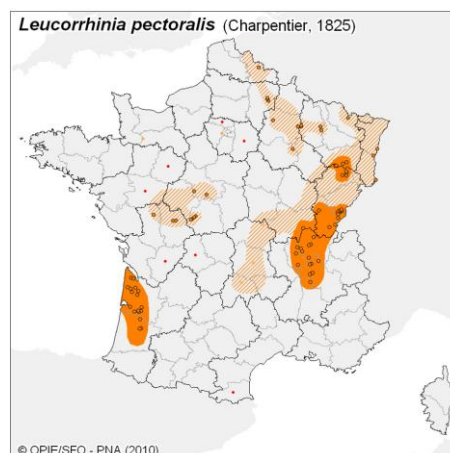 Leucorrhinia pectoralis (Charpentier, 1825)
© OPIE/SFO - PNA (2010)